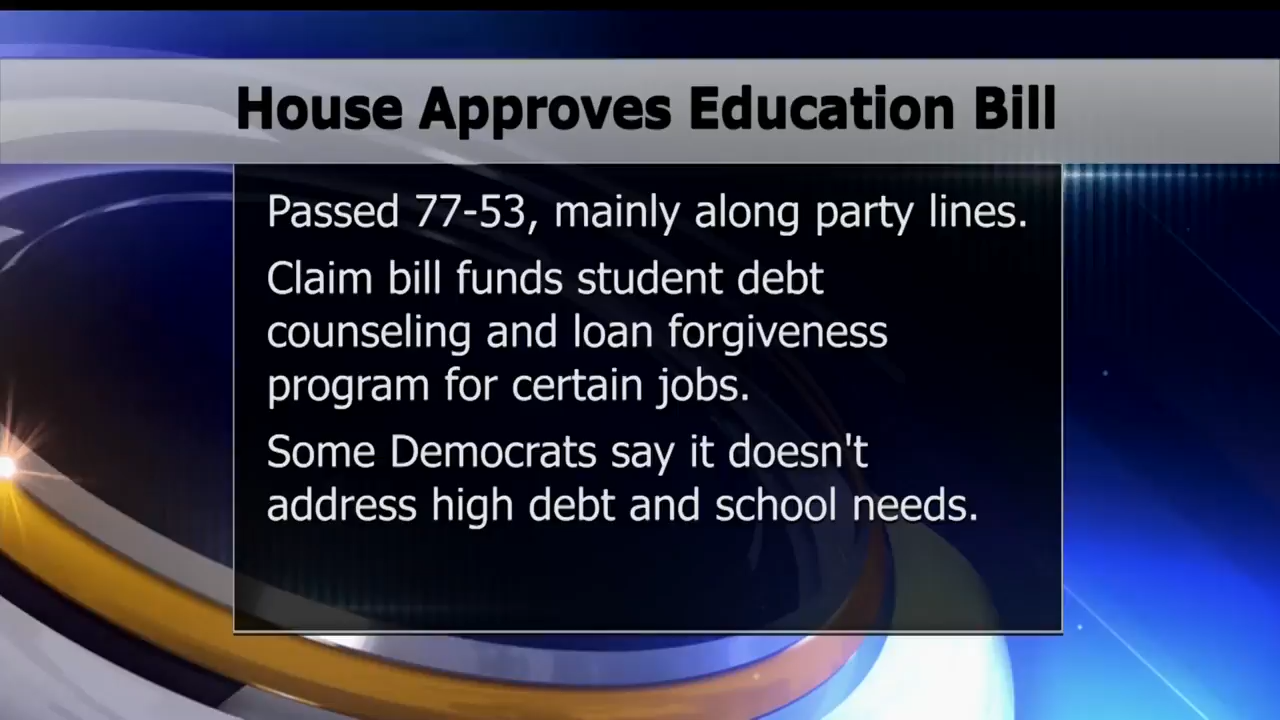 House Approves Education Bill
Passed 77-53, mainly along party lines.
Claim bill funds student debt
counseling and loan forgiveness
program for certain jobs.
Some Democrats say it doesn't
address high debt and school needs.